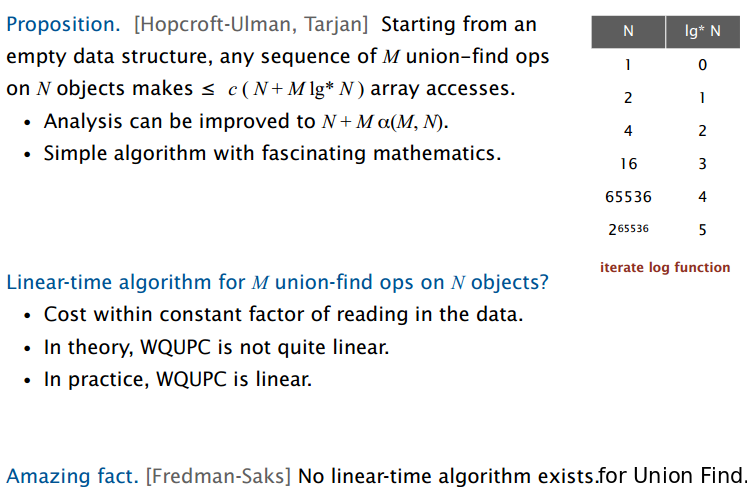 Proposition. [Hopcroft-Ulman, Tarjan] Starting from an
empty data structure, any sequence of M union–find ops
on N objects makes ≤ c ( N + M lg* N ) array accesses.
• Analysis can be improved to N + M α(M, N).
• Simple algorithm with fascinating mathematics.
N lg* N
1 0
2 1
4 2
16 3
65536 4
2^65536 5
iterate log function
Linear-time algorithm for M union-find ops on N objects?
• Cost within constant factor of reading in the data.
• In theory, WQUPC is not quite linear.
• In practice, WQUPC is linear.
Amazing fact. [Fredman-Saks] No linear-time algorithm exists.for Union Find.